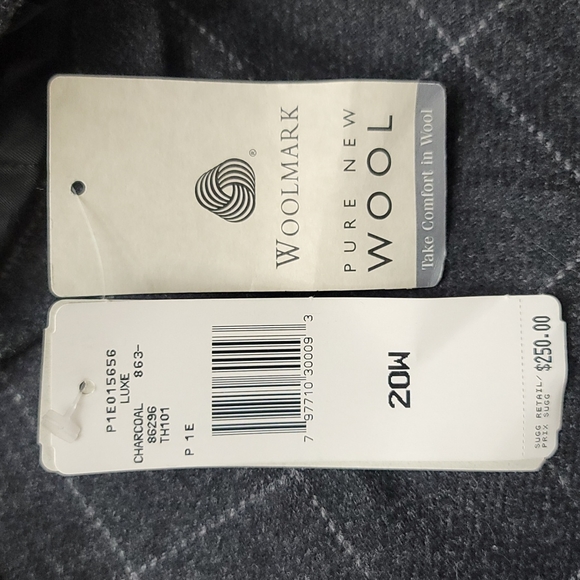 ®
WOOLMARK
PURE NEW
WOOL
Take Comfort in Wool
P1E015656
LUXE
CHARCOAL 863-
86296
TH101
P1E
7 97710 30009 3
20W
SUGG RETAIL/
PRIX SUGG $250.00